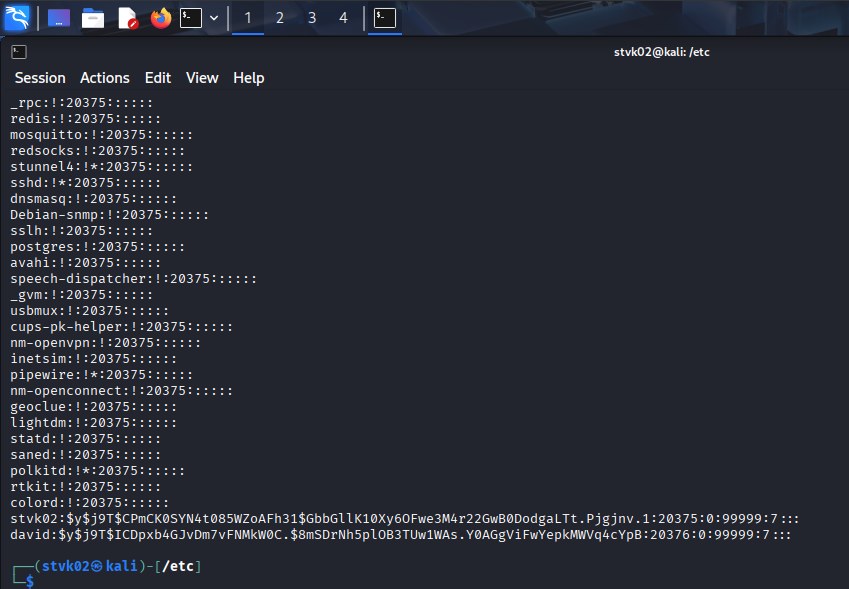 1 2 3 4
stvk02@kali: /etc
Session Actions Edit View Help
_rpc:!:20375::::::
redis:!:20375::::::
mosquitto:!:20375::::::
redsocks:!:20375::::::
stunnel4:!*:20375::::::
sshd:!*:20375::::::
dnsmasq:!:20375::::::
Debian-snmp:!:20375::::::
sslh:!:20375::::::
postgres:!:20375::::::
avahi:!:20375::::::
speech-dispatcher:!:20375::::::
_gvm:!:20375::::::
usbmux:!:20375::::::
cups-pk-helper:!:20375::::::
nm-openvpn:!:20375::::::
inetsim:!:20375::::::
pipewire:!*:20375::::::
nm-openconnect:!:20375::::::
geoclue:!:20375::::::
lightdm:!:20375::::::
statd:!:20375::::::
saned:!:20375::::::
polkitd:!*:20375::::::
rtkit:!:20375::::::
colord:!:20375::::::
stvk02:$y$j9T$CPmCK0SYN4t085WZoAFh31$GbbGllK10Xy6OFwe3M4r22GwB0DodgaLTt.Pjgjnv.1:20375:0:99999:7:::
david:$y$j9T$ICDpxb4GJvDm7vFNMkW0C.$8mSDrNh5plOB3TUw1WAs.Y0AGgViFwYepkMWVq4cYpB:20376:0:99999:7:::
┌──(stvk02㉿kali)-[/etc]
└─$